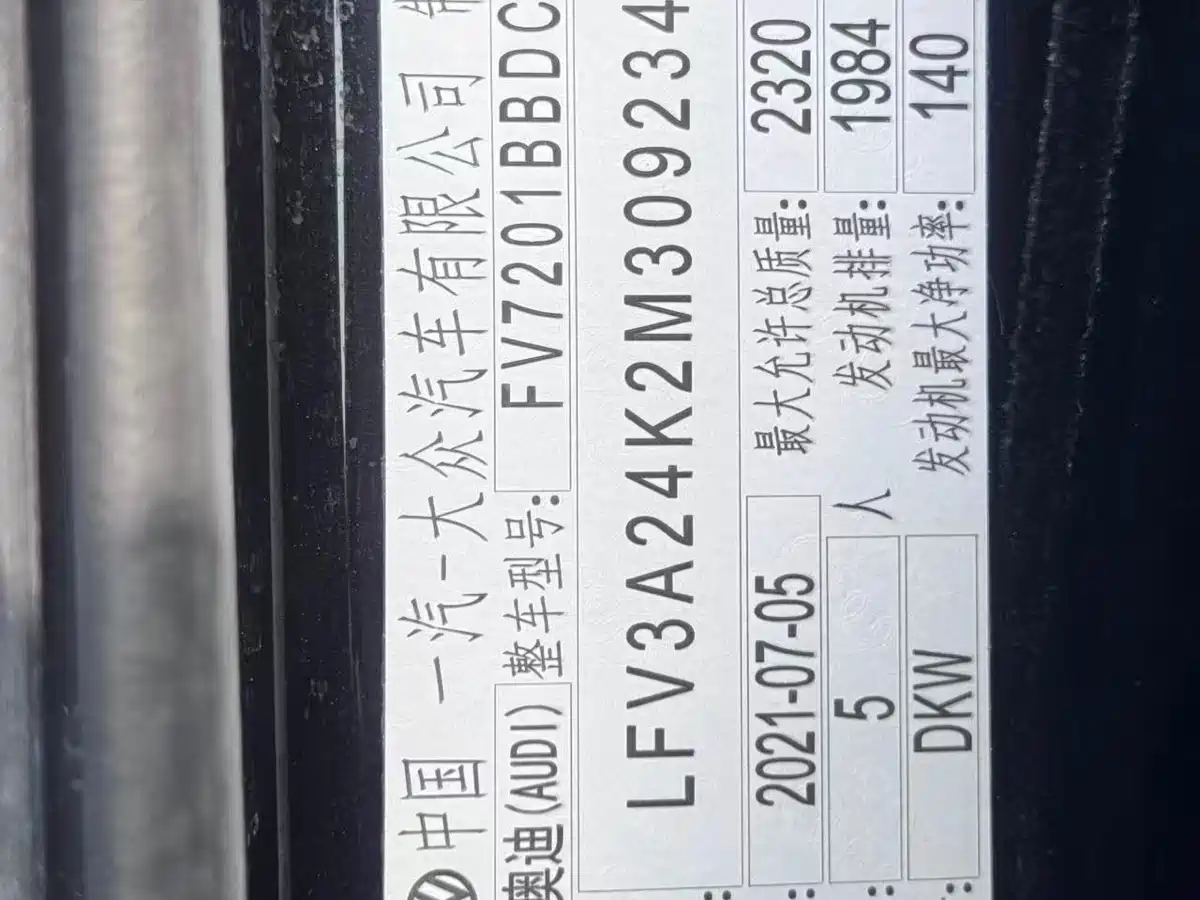 中国 一汽-大众汽车有限公司 制
奥迪(AUDI) 整车型号: FV7201BBDC
LFV3A24K2M309234
2021-07-05 最大允许总质量: 2320
5 人 发动机排量: 1984
DKW 发动机最大净功率: 140